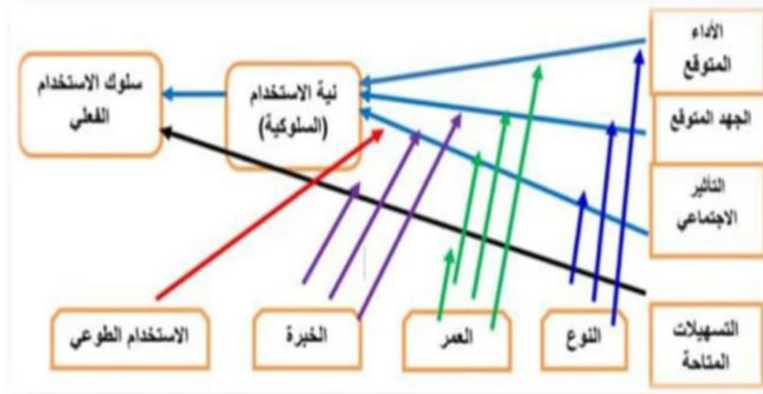 الأداء
المتوقع
سلوك الاستخدام
الفعلي
نية الاستخدام
(السلوكية)
الجهد المتوقع
التأثير
الاجتماعي
التسهيلات
المتاحة
النوع
العمر
الخبرة
الاستخدام الطوعي